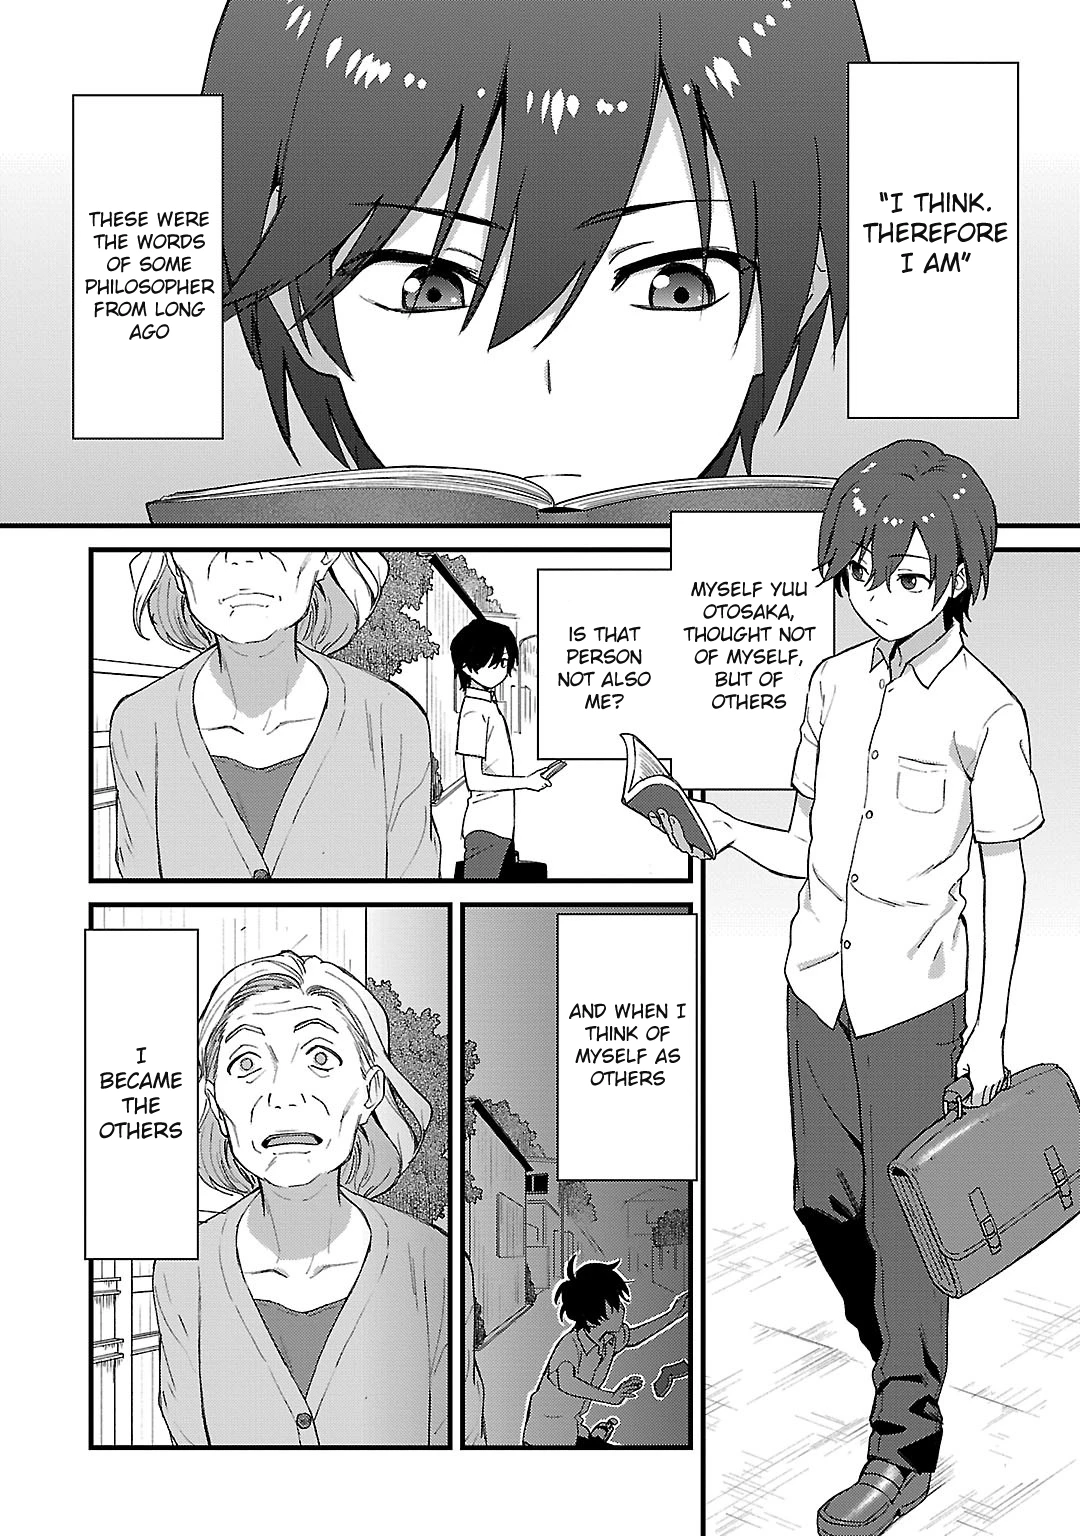 "I THINK.
THEREFORE
I AM"
THESE WERE
THE WORDS
OF SOME
PHILOSOPHER
FROM LONG
AGO
MYSELF YUU
OTOSAKA,
THOUGHT NOT
OF MYSELF,
BUT OF
OTHERS
IS THAT
PERSON
NOT ALSO
ME?
AND WHEN I
THINK OF
MYSELF AS
OTHERS
I
BECAME
THE
OTHERS